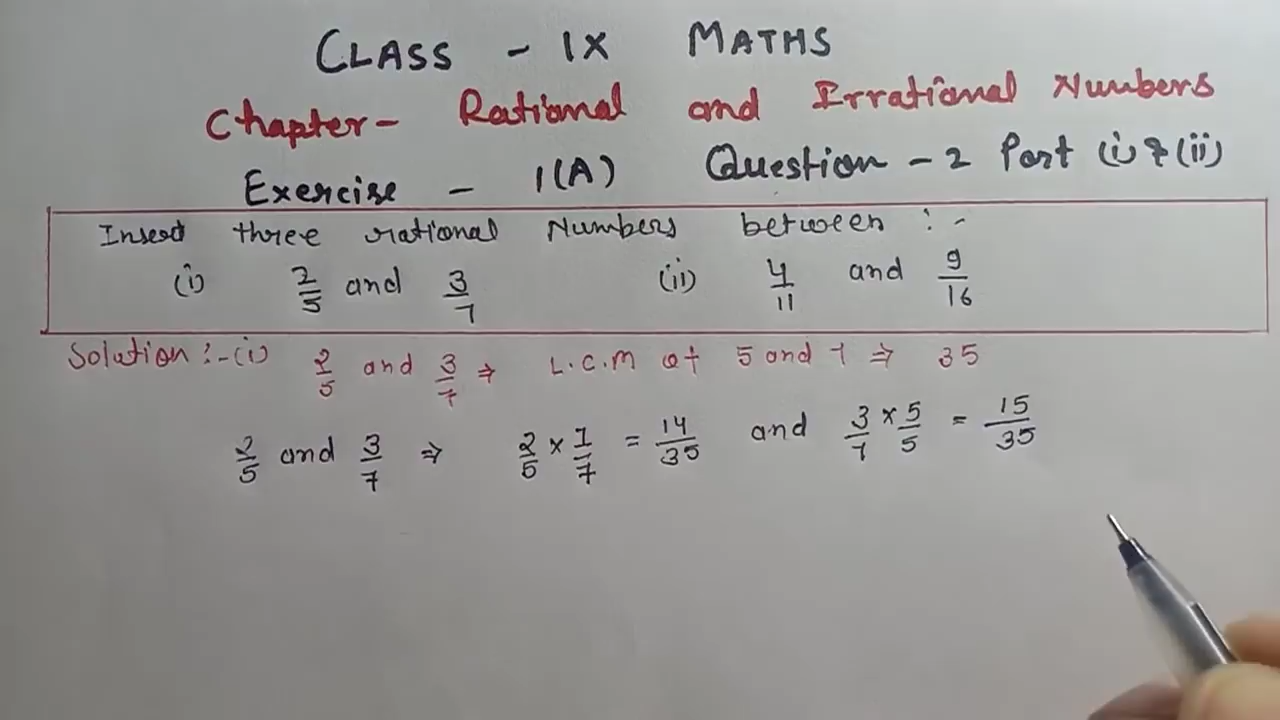 CLASS - IX MATHS
Chapter- Rational and Irrational Numbers
Exercise - 1(A) Question - 2 Part (i) & (ii)
Insert three rational Numbers between :-
(i) 2/5 and 3/7 (ii) 4/11 and 9/16
Solution :- (i) 2/5 and 3/7 ⇒ L.C.M of 5 and 7 ⇒ 35
2/5 and 3/7 ⇒ 2/5 × 7/7 = 14/35 and 3/7 × 5/5 = 15/35